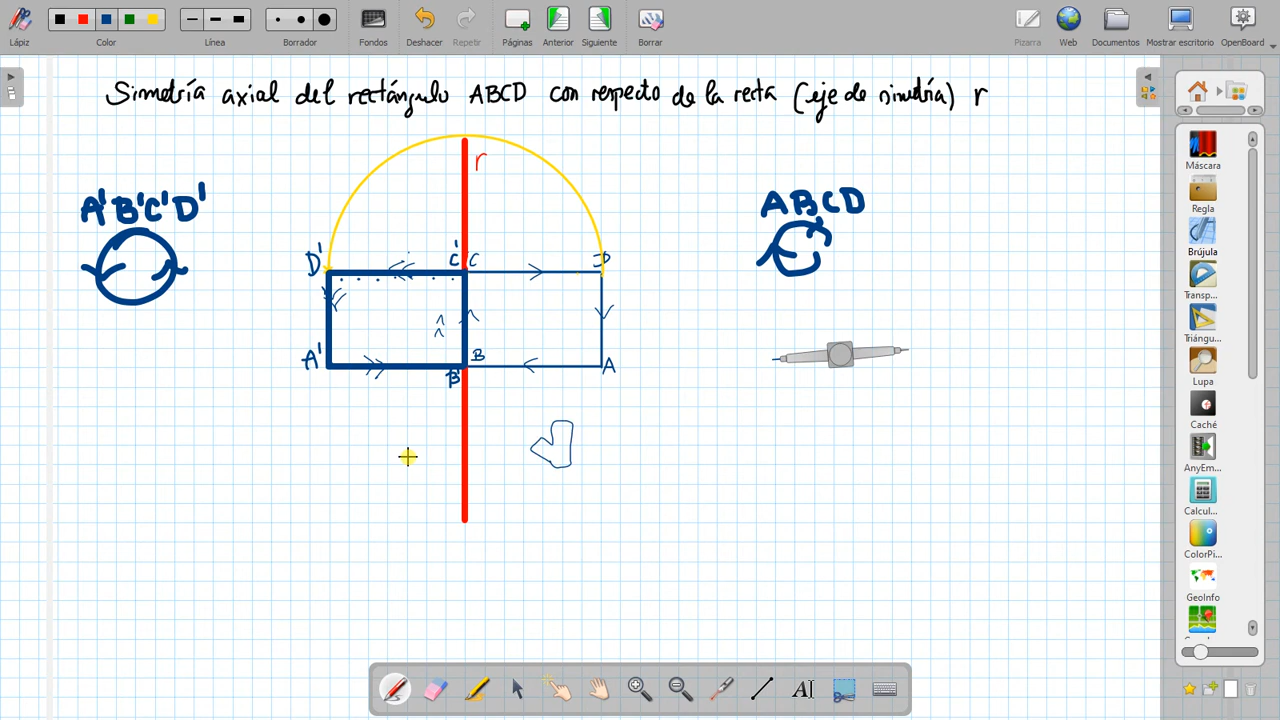 Lápiz
Color
Línea
Borrador
Fondos
Deshacer
Repetir
Páginas
Anterior
Siguiente
Borrar
Pizarra
Web
Documentos
Mostrar escritorio
OpenBoard
Simetría axial del rectángulo ABCD con respecto de la recta (eje de simetría) r
r
A'B'C'D'
ABCD
D'
C'
C
D
A'
B
B'
A
Máscara
Regla
Brújula
Transp...
Triángu...
Lupa
Caché
AnyEm...
Calcul...
ColorPi...
GeoInfo
AI